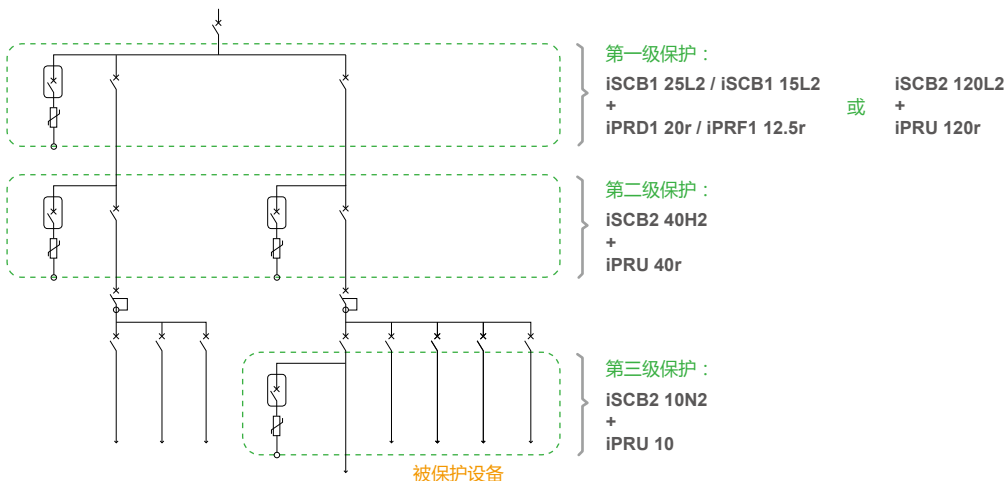 第一级保护：
iSCB1 25L2 / iSCB1 15L2
+
iPRD1 20r / iPRF1 12.5r
或
iSCB2 120L2
+
iPRU 120r
第二级保护：
iSCB2 40H2
+
iPRU 40r
第三级保护：
iSCB2 10N2
+
iPRU 10
被保护设备